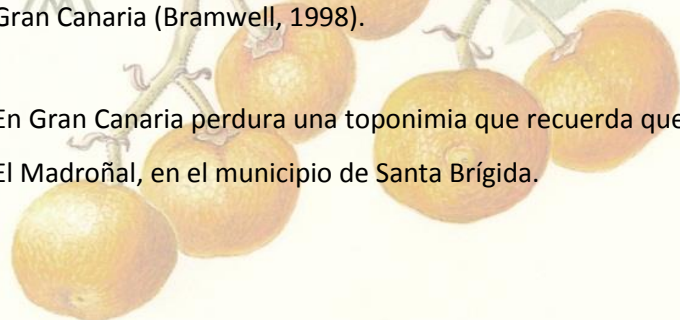 Gran Canaria (Bramwell, 1998).
En Gran Canaria perdura una toponimia que recuerda que
El Madroñal, en el municipio de Santa Brígida.